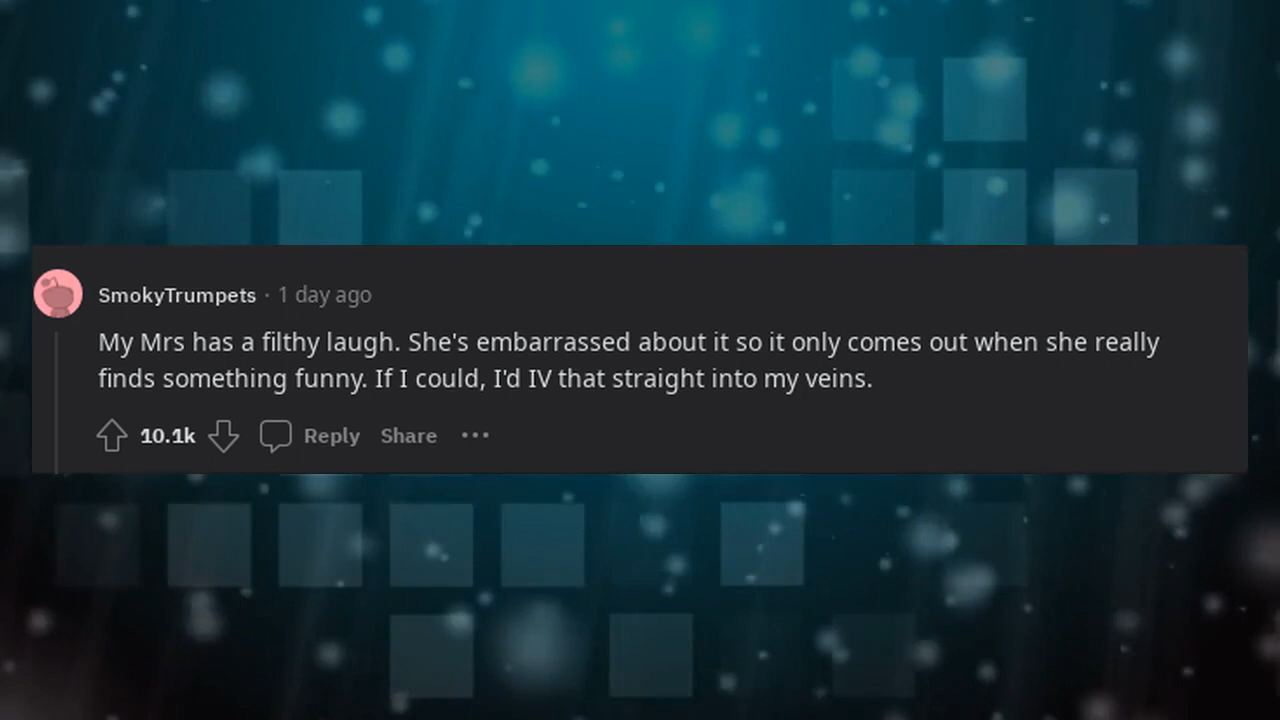 SmokyTrumpets · 1 day ago
My Mrs has a filthy laugh. She's embarrassed about it so it only comes out when she really
finds something funny. If I could, I'd IV that straight into my veins.
10.1k Reply Share ···